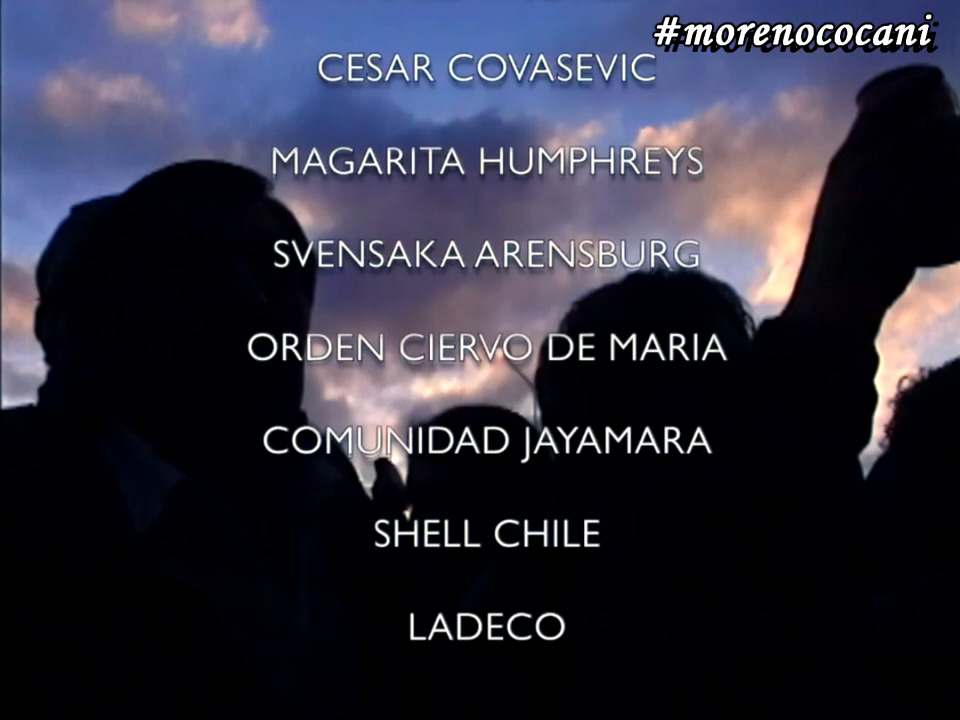 #morenococani
CESAR COVASEVIC
MAGARITA HUMPHREYS
SVENSAKA ARENSBURG
ORDEN CIERVO DE MARIA
COMUNIDAD JAYAMARA
SHELL CHILE
LADECO